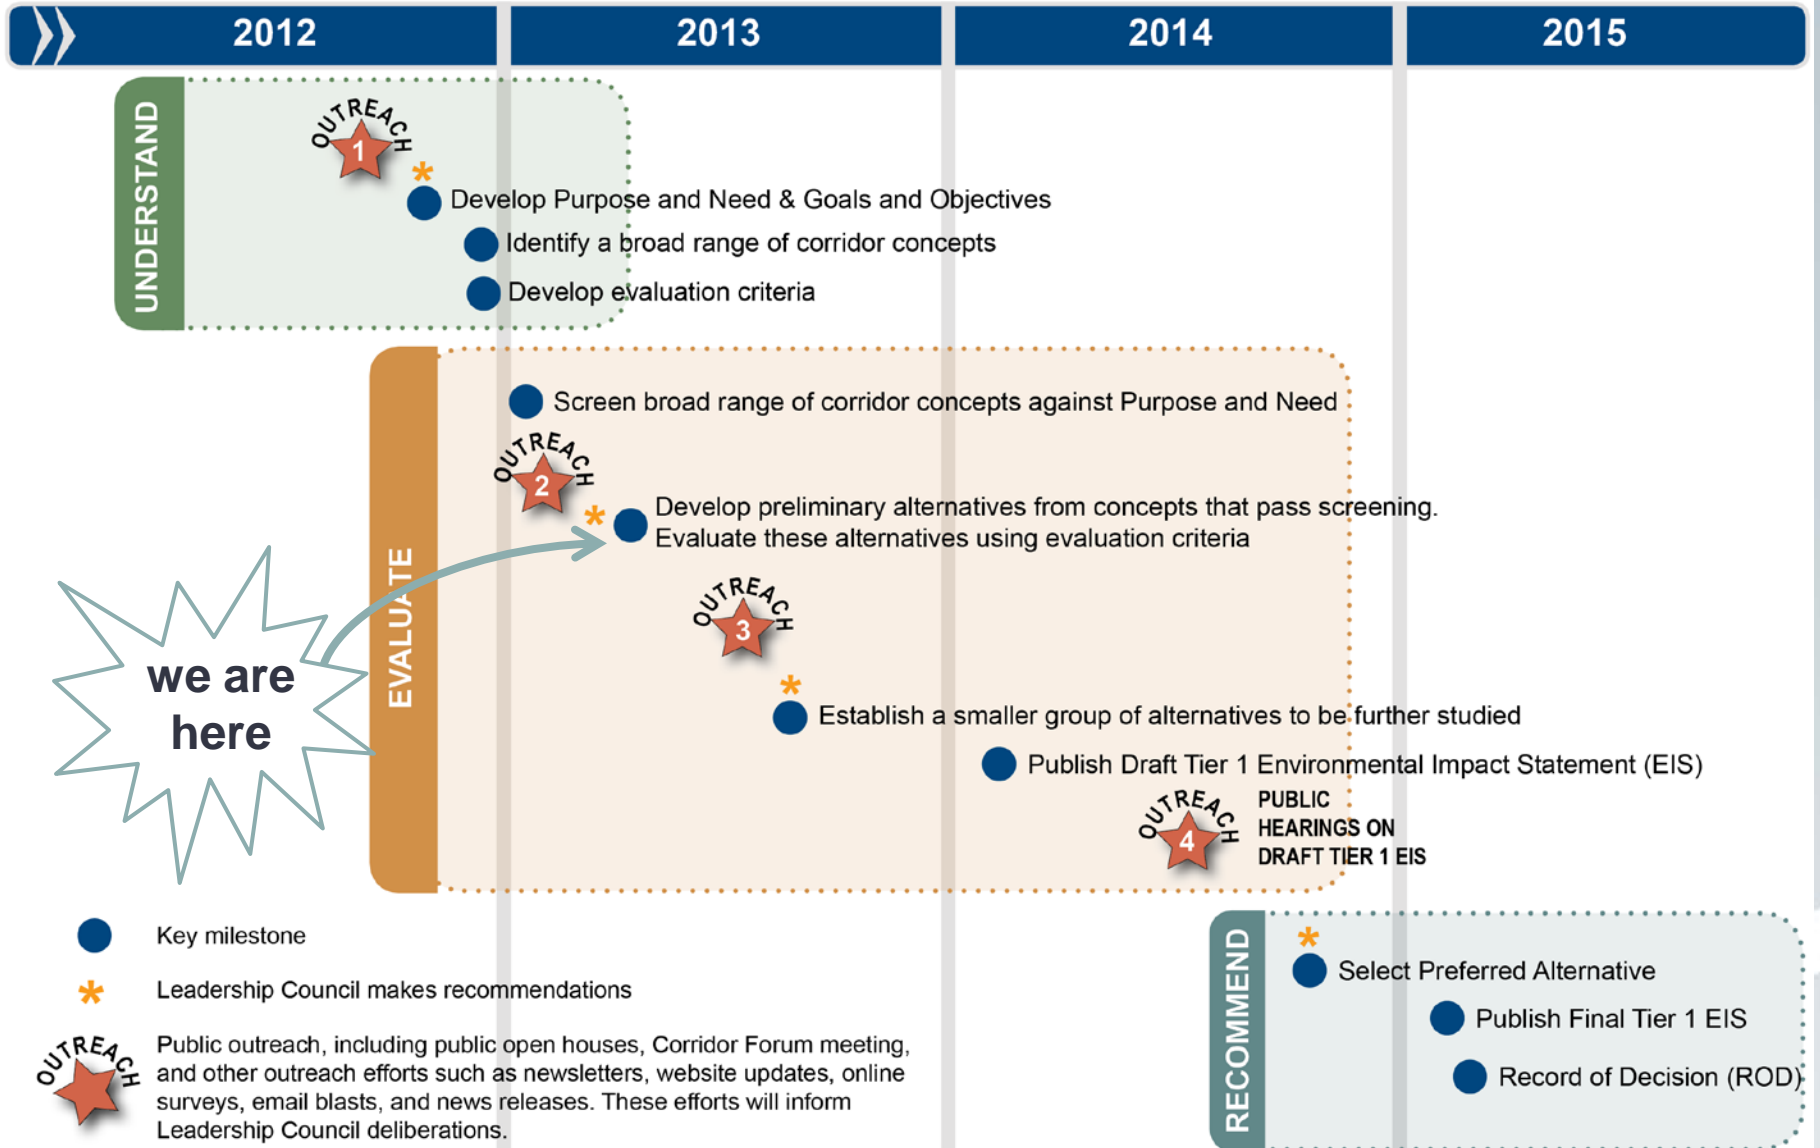 2012 2013 2014 2015
UNDERSTAND
OUTREACH
1
*
Develop Purpose and Need & Goals and Objectives
Identify a broad range of corridor concepts
Develop evaluation criteria
EVALUATE
Screen broad range of corridor concepts against Purpose and Need
OUTREACH
2
*
Develop preliminary alternatives from concepts that pass screening.
Evaluate these alternatives using evaluation criteria
we are
here
OUTREACH
3
*
Establish a smaller group of alternatives to be further studied
Publish Draft Tier 1 Environmental Impact Statement (EIS)
OUTREACH
4
PUBLIC
HEARINGS ON
DRAFT TIER 1 EIS
RECOMMEND
*
Select Preferred Alternative
Publish Final Tier 1 EIS
Record of Decision (ROD)
Key milestone
* Leadership Council makes recommendations
OUTREACH
Public outreach, including public open houses, Corridor Forum meeting,
and other outreach efforts such as newsletters, website updates, online
surveys, email blasts, and news releases. These efforts will inform
Leadership Council deliberations.